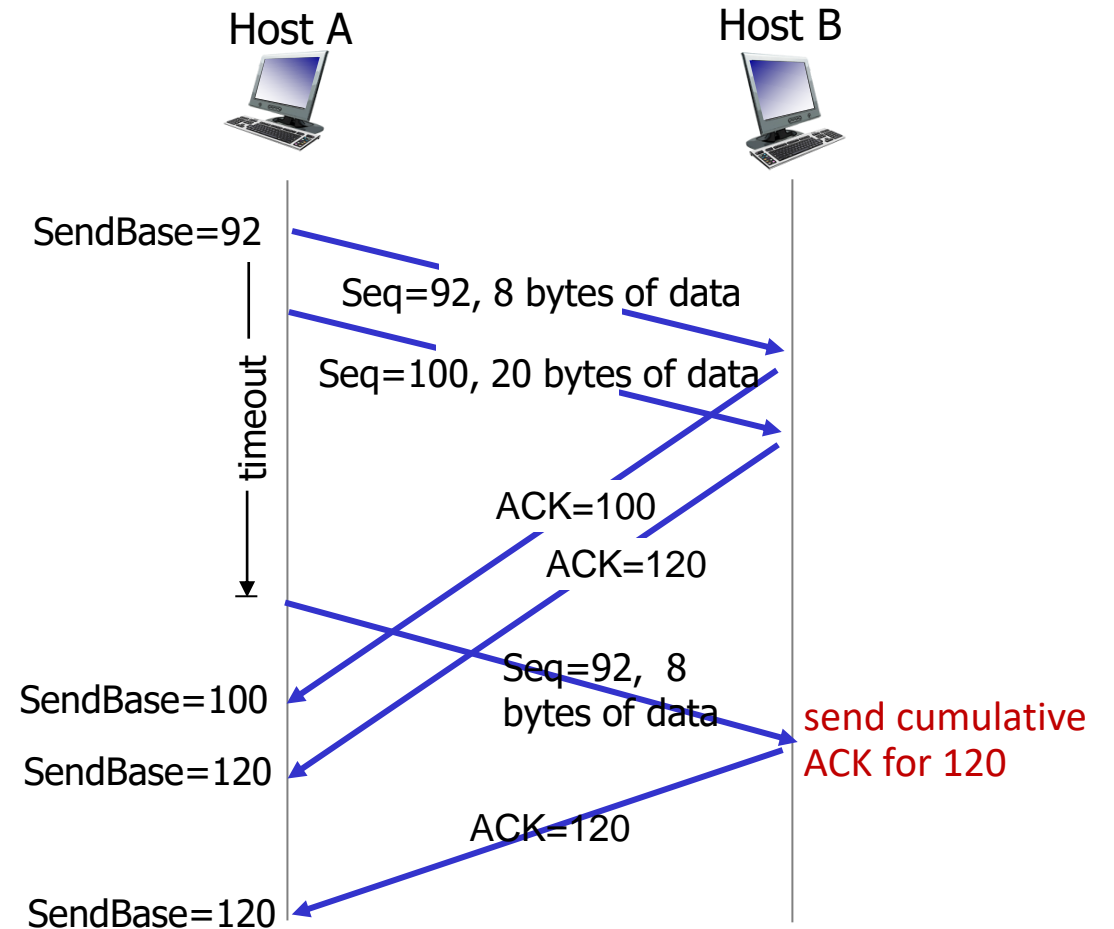 Host A
Host B
SendBase=92
Seq=92, 8 bytes of data
Seq=100, 20 bytes of data
timeout
ACK=100
ACK=120
Seq=92, 8
bytes of data
SendBase=100
send cumulative
ACK for 120
SendBase=120
ACK=120
SendBase=120